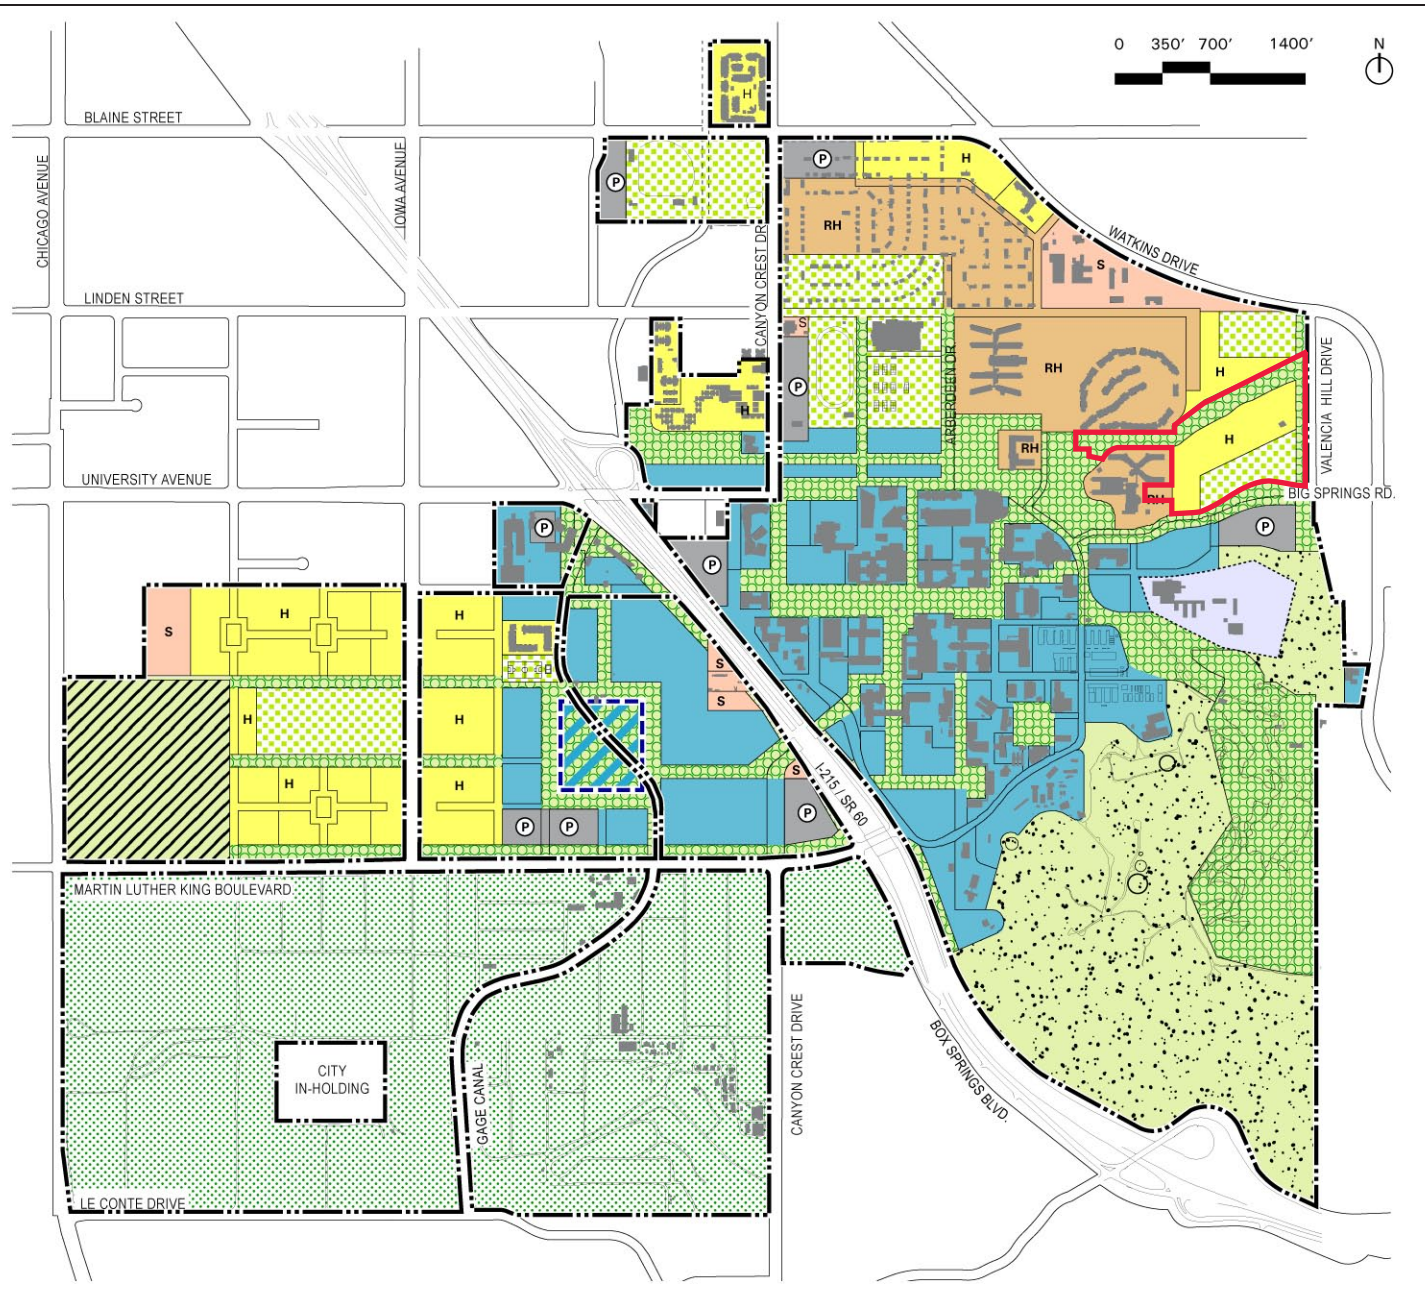 0 350' 700' 1400'
N
H
BLAINE STREET
P
H
P
CHICAGO AVENUE
IOWA AVENUE
CANYON CREST DR
RH
WATKINS DRIVE
S
LINDEN STREET
S
VALENCIA HILL DRIVE
ARBERDEEN DR
RH
H
P
H
H
RH
UNIVERSITY AVENUE
RH
BIG SPRINGS RD.
P
P
P
H
H
S
S
S
H
H
S
I-215 / SR 60
H
H
P
P
P
MARTIN LUTHER KING BOULEVARD
CITY
IN-HOLDING
GAGE CANAL
CANYON CREST DRIVE
BOX SPRINGS BLVD.
LE CONTE DRIVE